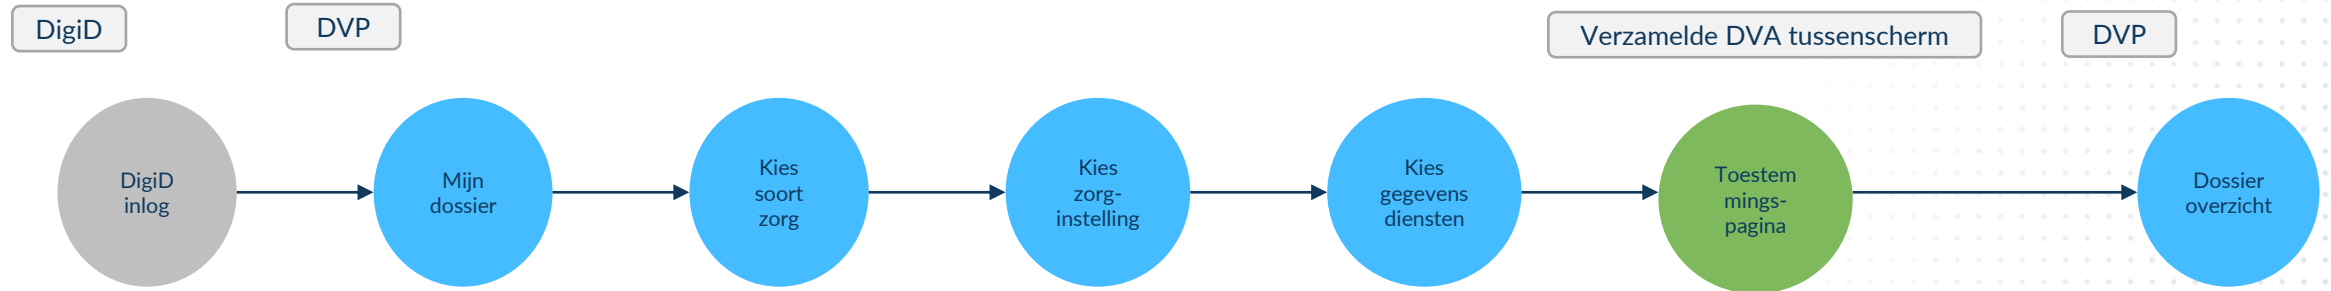 DigiD
DVP
Verzamelde DVA tussenscherm
DVP
DigiD
inlog
Mijn
dossier
Kies
soort
zorg
Kies
zorg-
instelling
Kies
gegevens
diensten
Toestem
mings-
pagina
Dossier
overzicht